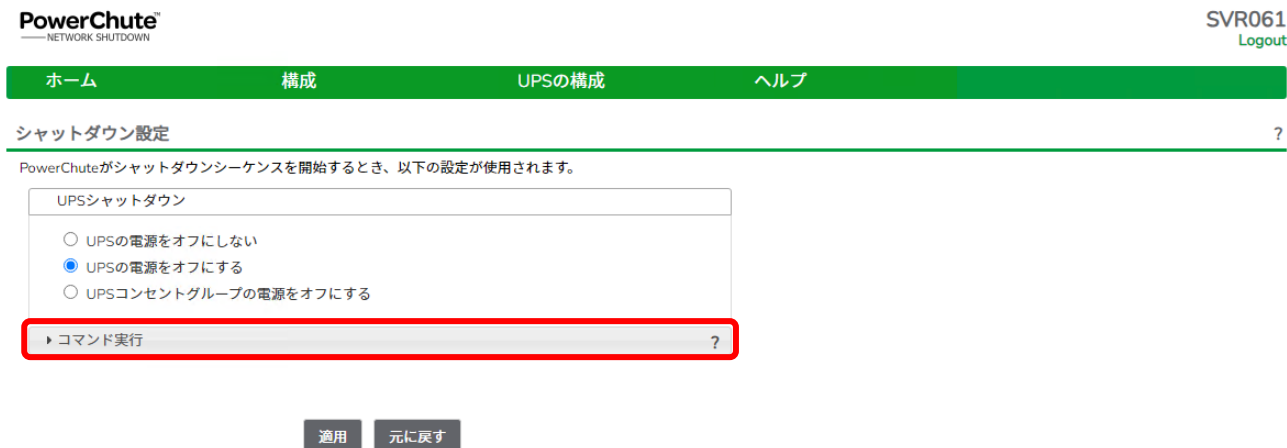 PowerChute™
NETWORK SHUTDOWN
SVR061
Logout
ホーム 構成 UPSの構成 ヘルプ
シャットダウン設定 ?
PowerChuteがシャットダウンシーケンスを開始するとき、以下の設定が使用されます。
UPSシャットダウン
UPSの電源をオフにしない
UPSの電源をオフにする
UPSコンセントグループの電源をオフにする
コマンド実行 ?
適用 元に戻す